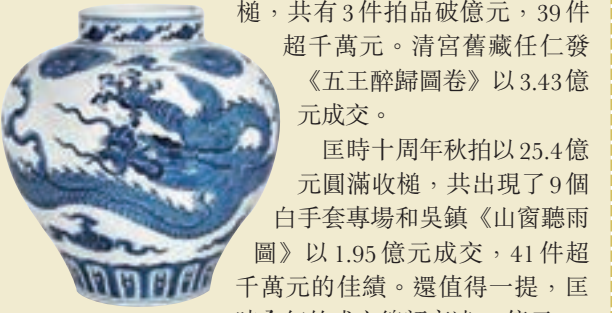 槌，共有3件拍品破億元，39件
超千萬元。清宮舊藏任仁發
《五王醉歸圖卷》以3.43億
元成交。
匡時十周年秋拍以25.4億
元圓滿收槌，共出現了9個
白手套專場和吳鎮《山窗聽雨
圖》以1.95億元成交，41件超
千萬元的佳績。還值得一提，匡